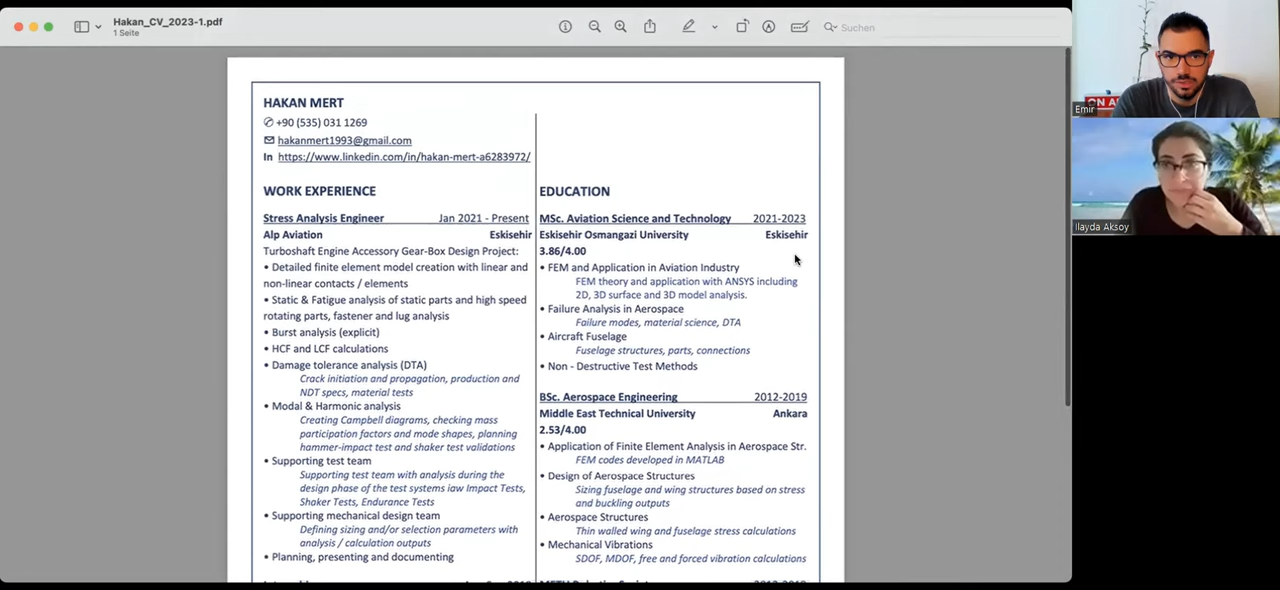 Hakan_CV_2023-1.pdf
1 Seite
Suchen
HAKAN MERT
+90 (535) 031 1269
hakanmert1993@gmail.com
In https://www.linkedin.com/in/hakan-mert-a6283972/
WORK EXPERIENCE
Stress Analysis Engineer Jan 2021 - Present
Alp Aviation Eskisehir
Turboshaft Engine Accessory Gear-Box Design Project:
• Detailed finite element model creation with linear and
non-linear contacts / elements
• Static & Fatigue analysis of static parts and high speed
rotating parts, fastener and lug analysis
• Burst analysis (explicit)
• HCF and LCF calculations
• Damage tolerance analysis (DTA)
Crack initiation and propagation, production and
NDT specs, material tests
• Modal & Harmonic analysis
Creating Campbell diagrams, checking mass
participation factors and mode shapes, planning
hammer-impact test and shaker test validations
• Supporting test team
Supporting test team with analysis during the
design phase of the test systems iaw Impact Tests,
Shaker Tests, Endurance Tests
• Supporting mechanical design team
Defining sizing and/or selection parameters with
analysis / calculation outputs
• Planning, presenting and documenting
EDUCATION
MSc. Aviation Science and Technology 2021-2023
Eskisehir Osmangazi University Eskisehir
3.86/4.00
• FEM and Application in Aviation Industry
FEM theory and application with ANSYS including
2D, 3D surface and 3D model analysis.
• Failure Analysis in Aerospace
Failure modes, material science, DTA
• Aircraft Fuselage
Fuselage structures, parts, connections
• Non - Destructive Test Methods
BSc. Aerospace Engineering 2012-2019
Middle East Technical University Ankara
2.53/4.00
• Application of Finite Element Analysis in Aerospace Str.
FEM codes developed in MATLAB
• Design of Aerospace Structures
Sizing fuselage and wing structures based on stress
and buckling outputs
• Aerospace Structures
Thin walled wing and fuselage stress calculations
• Mechanical Vibrations
SDOF, MDOF, free and forced vibration calculations
ON A
Emir
Ilayda Aksoy